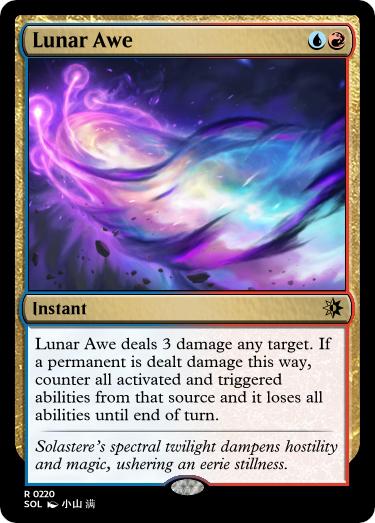 Lunar Awe
Instant
Lunar Awe deals 3 damage any target. If
a permanent is dealt damage this way,
counter all activated and triggered
abilities from that source and it loses all
abilities until end of turn.
Solastere's spectral twilight dampens hostility
and magic, ushering an eerie stillness.
R 0220
SOL 小山 满